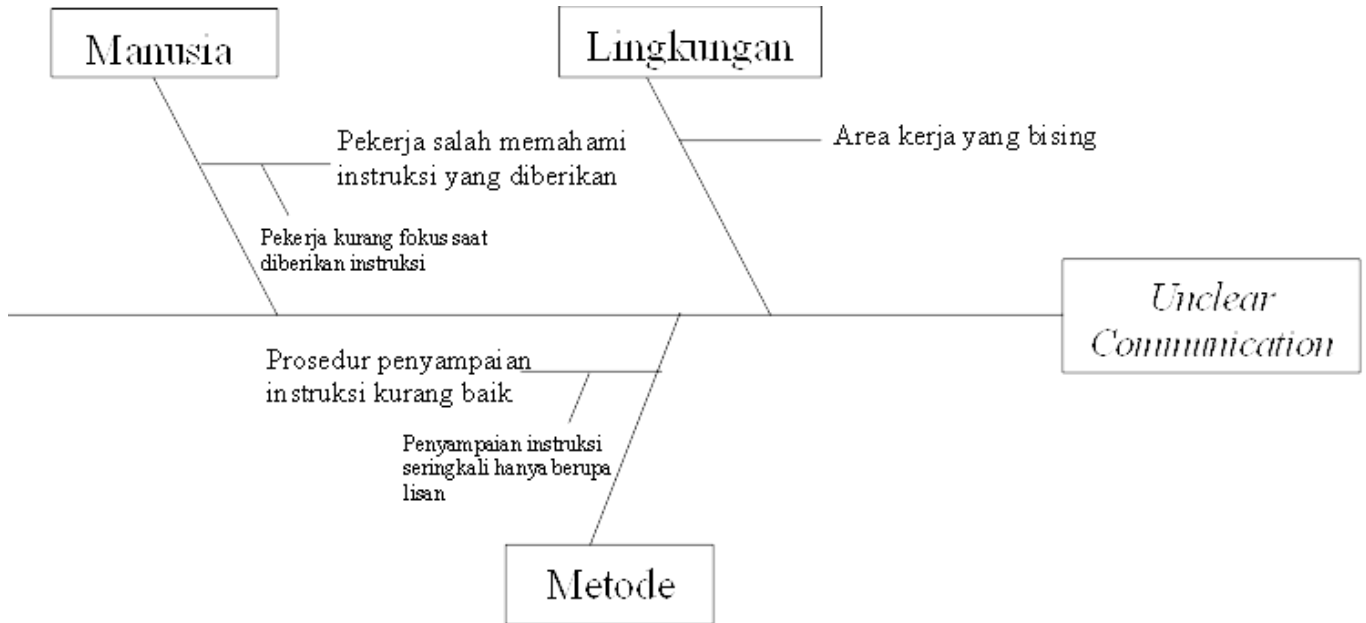 Manusia
Lingkungan
Pekerja salah memahami
instruksi yang diberikan
Area kerja yang bising
Pekerja kurang fokus saat
diberikan instruksi
Unclear
Communication
Prosedur penyampaian
instruksi kurang baik
Penyampaian instruksi
seringkali hanya berupa
lisan
Metode